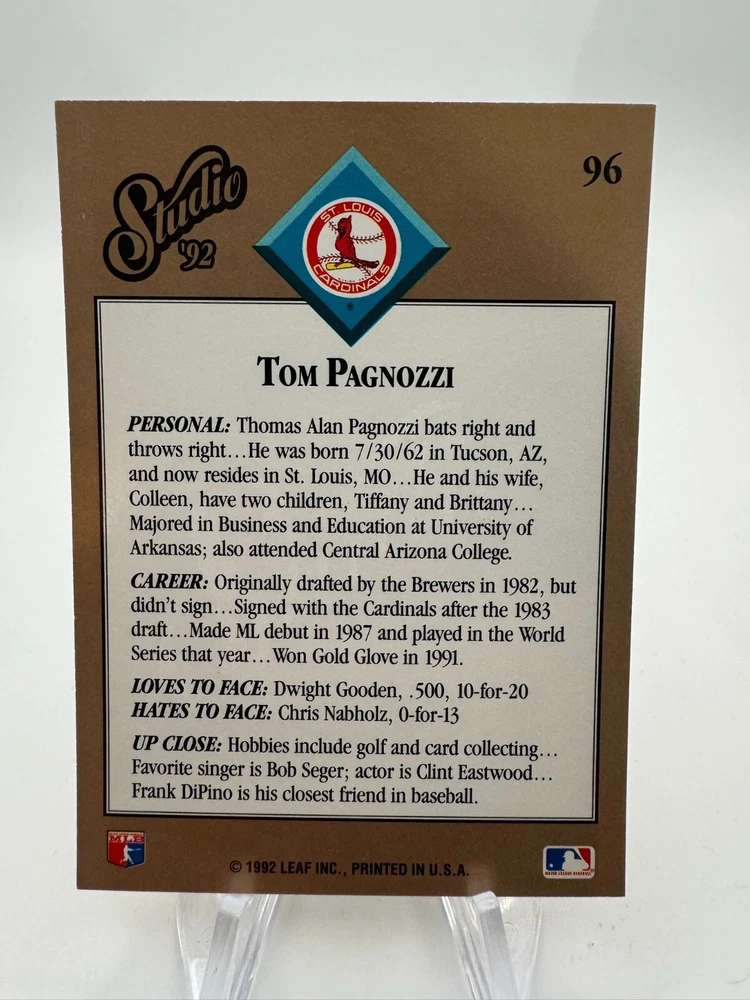 Studio
'92
96
ST. LOUIS
CARDINALS
®
TOM PAGNOZZI
PERSONAL: Thomas Alan Pagnozzi bats right and
throws right...He was born 7/30/62 in Tucson, AZ,
and now resides in St. Louis, MO...He and his wife,
Colleen, have two children, Tiffany and Brittany...
Majored in Business and Education at University of
Arkansas; also attended Central Arizona College.
CAREER: Originally drafted by the Brewers in 1982, but
didn't sign...Signed with the Cardinals after the 1983
draft...Made ML debut in 1987 and played in the World
Series that year...Won Gold Glove in 1991.
LOVES TO FACE: Dwight Gooden, .500, 10-for-20
HATES TO FACE: Chris Nabholz, 0-for-13
UP CLOSE: Hobbies include golf and card collecting...
Favorite singer is Bob Seger; actor is Clint Eastwood...
Frank DiPino is his closest friend in baseball.
MLB
© 1992 LEAF INC., PRINTED IN U.S.A.
MAJOR LEAGUE BASEBALL